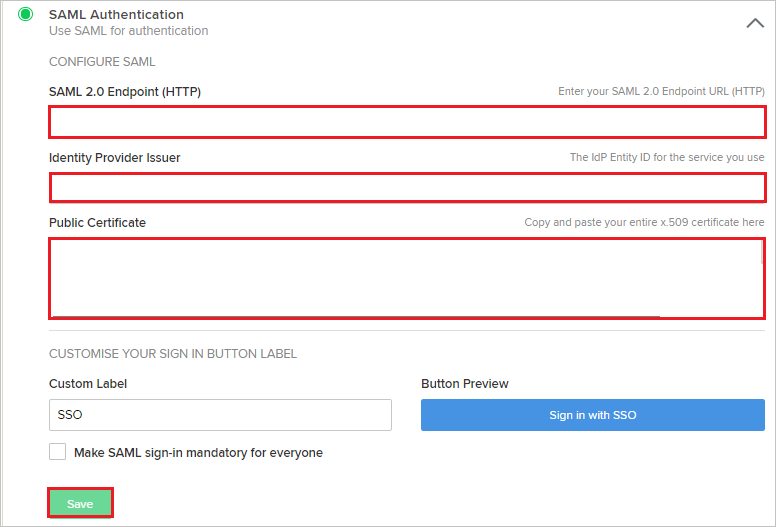 SAML Authentication
Use SAML for authentication
CONFIGURE SAML
SAML 2.0 Endpoint (HTTP)
Enter your SAML 2.0 Endpoint URL (HTTP)
Identity Provider Issuer
The IdP Entity ID for the service you use
Public Certificate
Copy and paste your entire x.509 certificate here
CUSTOMISE YOUR SIGN IN BUTTON LABEL
Custom Label
Button Preview
SSO
Sign in with SSO
Make SAML sign-in mandatory for everyone
Save